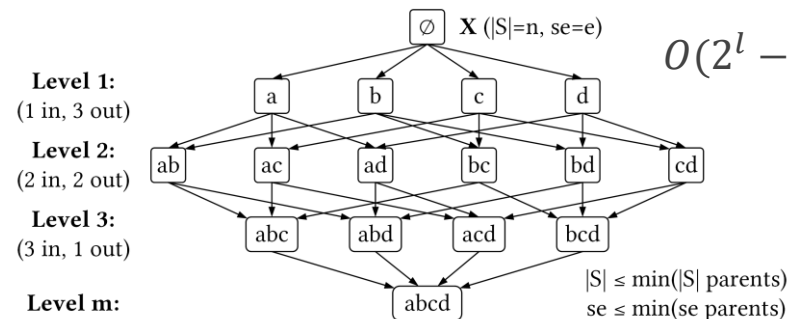 ∅ X (|S|=n, se=e)
O(2^l −
Level 1:
(1 in, 3 out)
a b c d
Level 2:
(2 in, 2 out)
ab ac ad bc bd cd
Level 3:
(3 in, 1 out)
abc abd acd bcd
|S| ≤ min(|S| parents)
Level m:
abcd
se ≤ min(se parents)